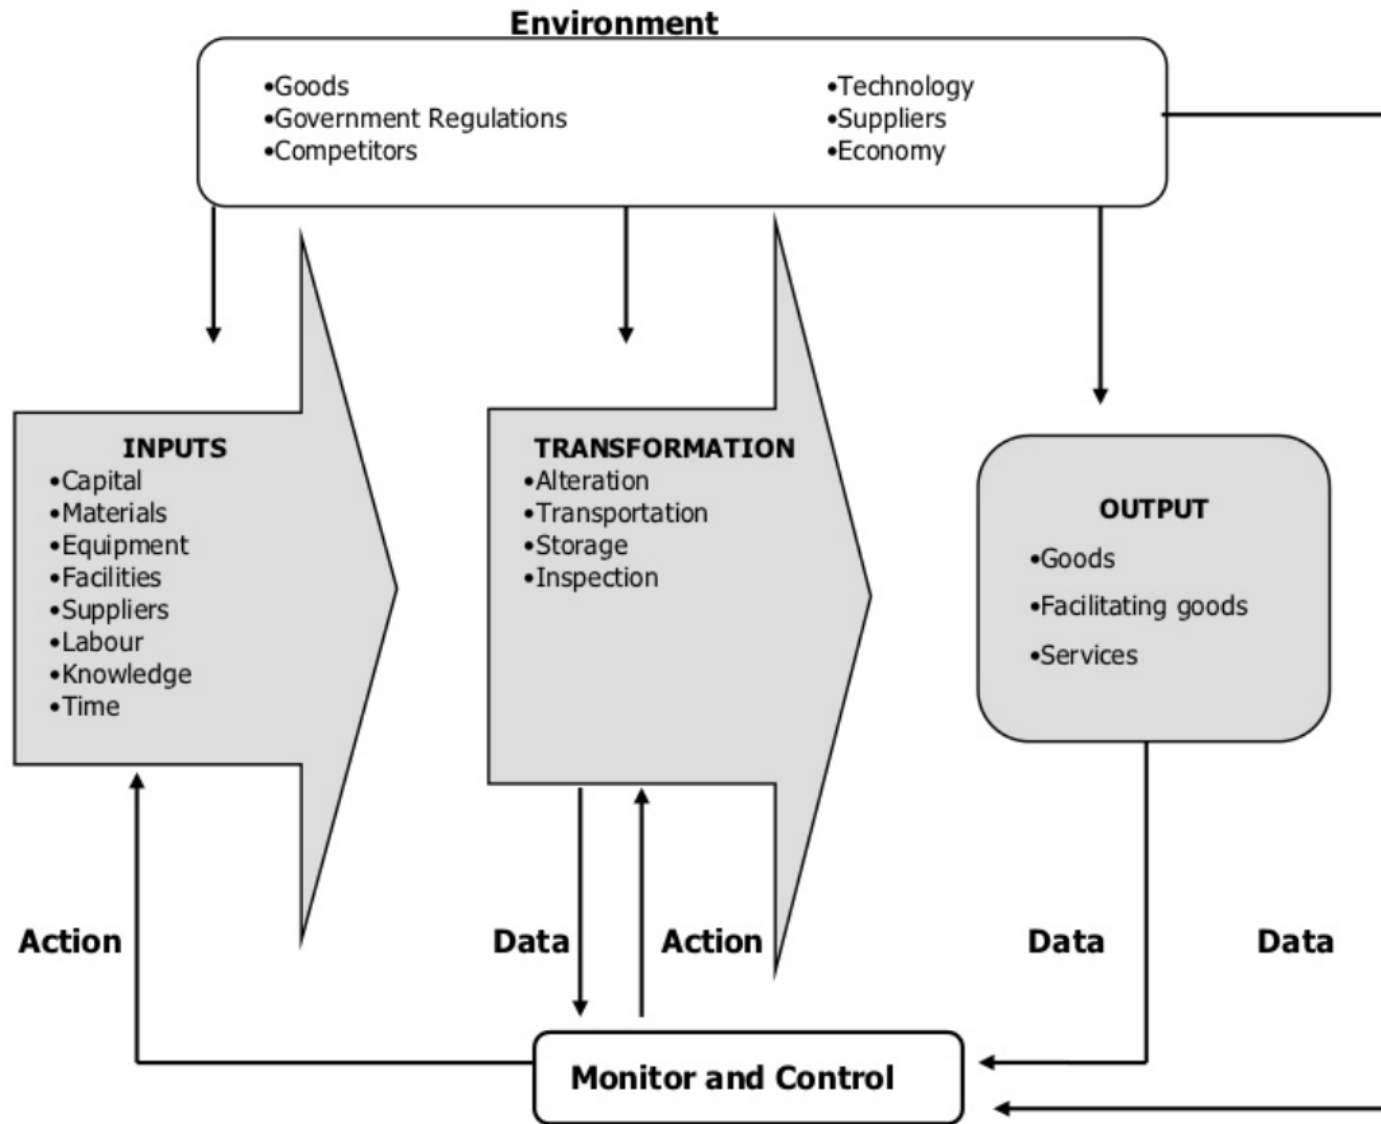 Environment
•Goods
•Government Regulations
•Competitors
•Technology
•Suppliers
•Economy
INPUTS
•Capital
•Materials
•Equipment
•Facilities
•Suppliers
•Labour
•Knowledge
•Time
TRANSFORMATION
•Alteration
•Transportation
•Storage
•Inspection
OUTPUT
•Goods
•Facilitating goods
•Services
Action
Data
Action
Data
Data
Monitor and Control